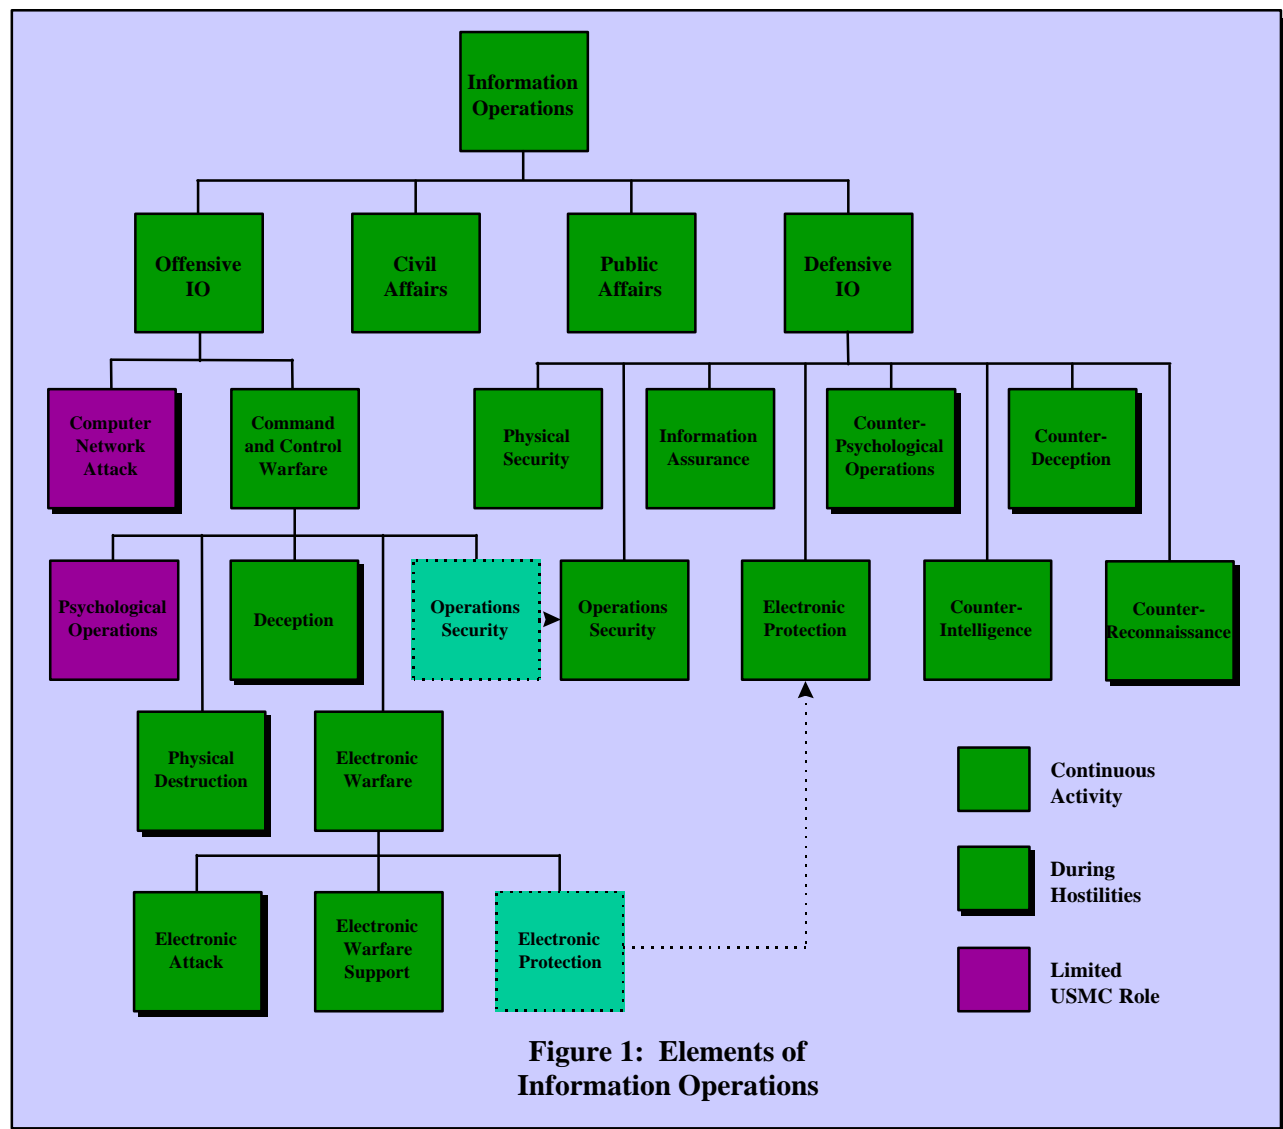 Information
Operations
Offensive
IO
Civil
Affairs
Public
Affairs
Defensive
IO
Computer
Network
Attack
Command
and Control
Warfare
Physical
Security
Information
Assurance
Counter-
Psychological
Operations
Counter-
Deception
Psychological
Operations
Deception
Operations
Security
Operations
Security
Electronic
Protection
Counter-
Intelligence
Counter-
Reconnaissance
Physical
Destruction
Electronic
Warfare
Continuous
Activity
During
Hostilities
Electronic
Attack
Electronic
Warfare
Support
Electronic
Protection
Limited
USMC Role
Figure 1:  Elements of
Information Operations